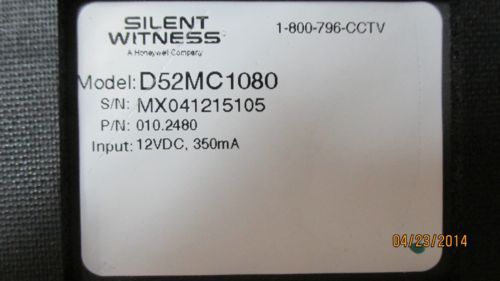 SILENT WITNESS
A Honeywell Company
1-800-796-CCTV
Model: D52MC1080
S/N: MX041215105
P/N: 010.2480
Input: 12VDC, 350mA
04/23/2014